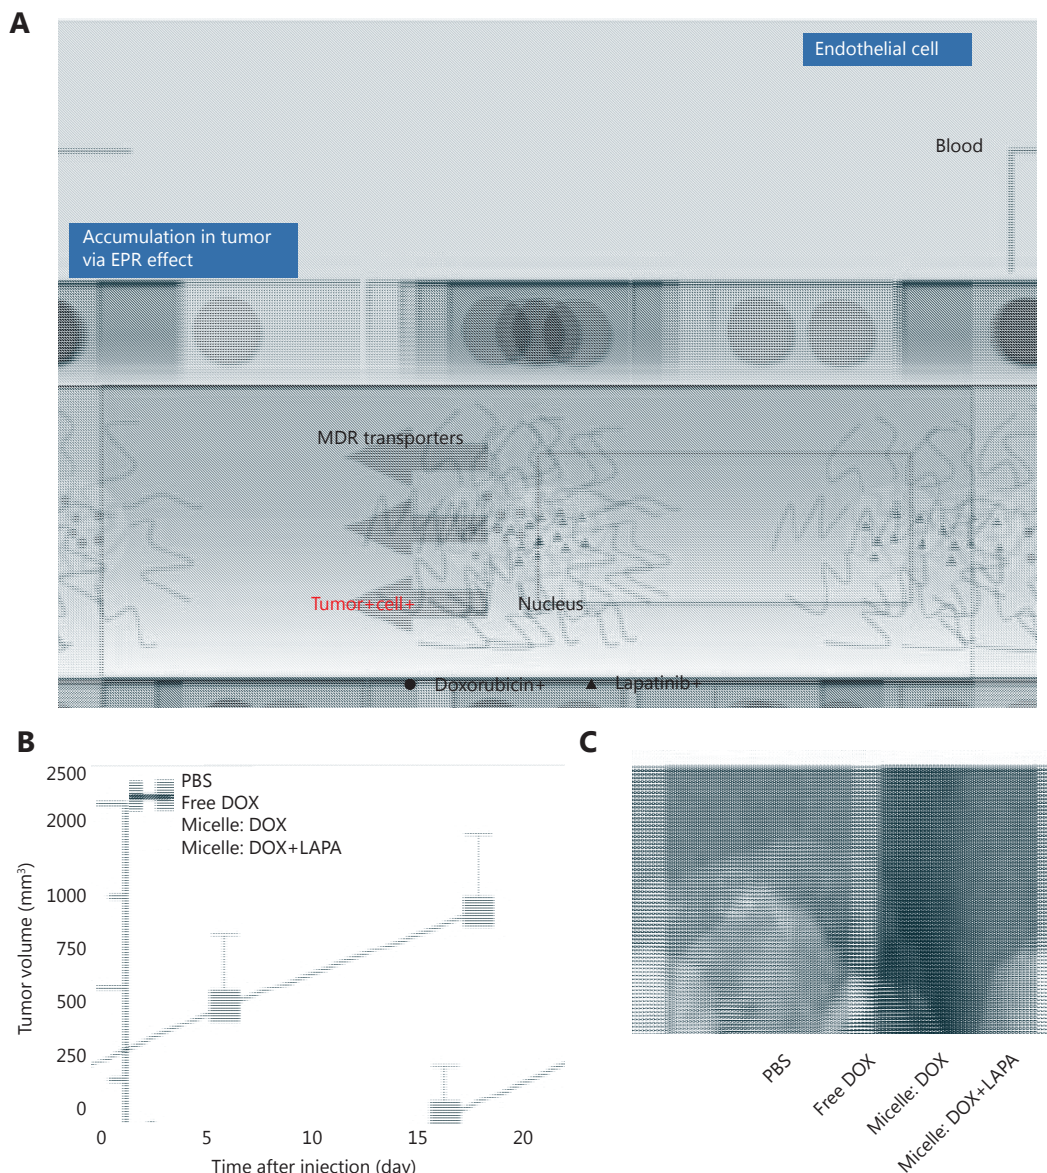 A
Endothelial cell
Blood
Accumulation in tumor
via EPR effect
MDR transporters
Tumor+cell+
Nucleus
Doxorubicin+
Lapatinib+
B
2500
2000
1000
750
500
250
0
Tumor volume (mm³)
PBS
Free DOX
Micelle: DOX
Micelle: DOX+LAPA
0 5 10 15 20
Time after injection (day)
C
PBS
Free DOX
Micelle: DOX
Micelle: DOX+LAPA